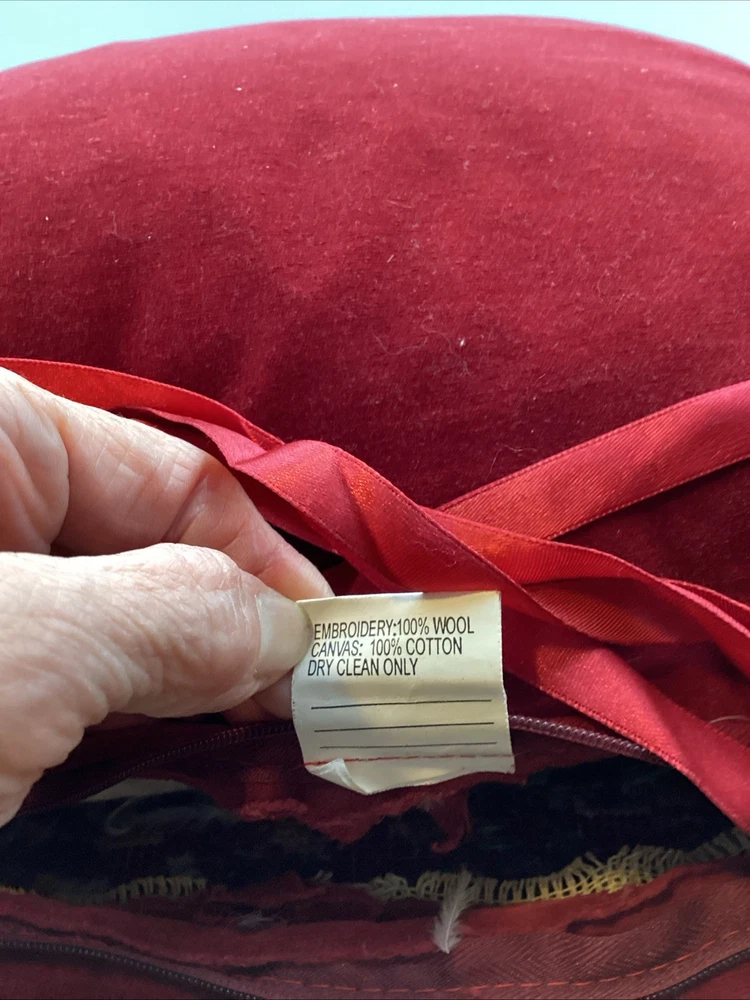 EMBROIDERY:100% WOOL
CANVAS: 100% COTTON
DRY CLEAN ONLY